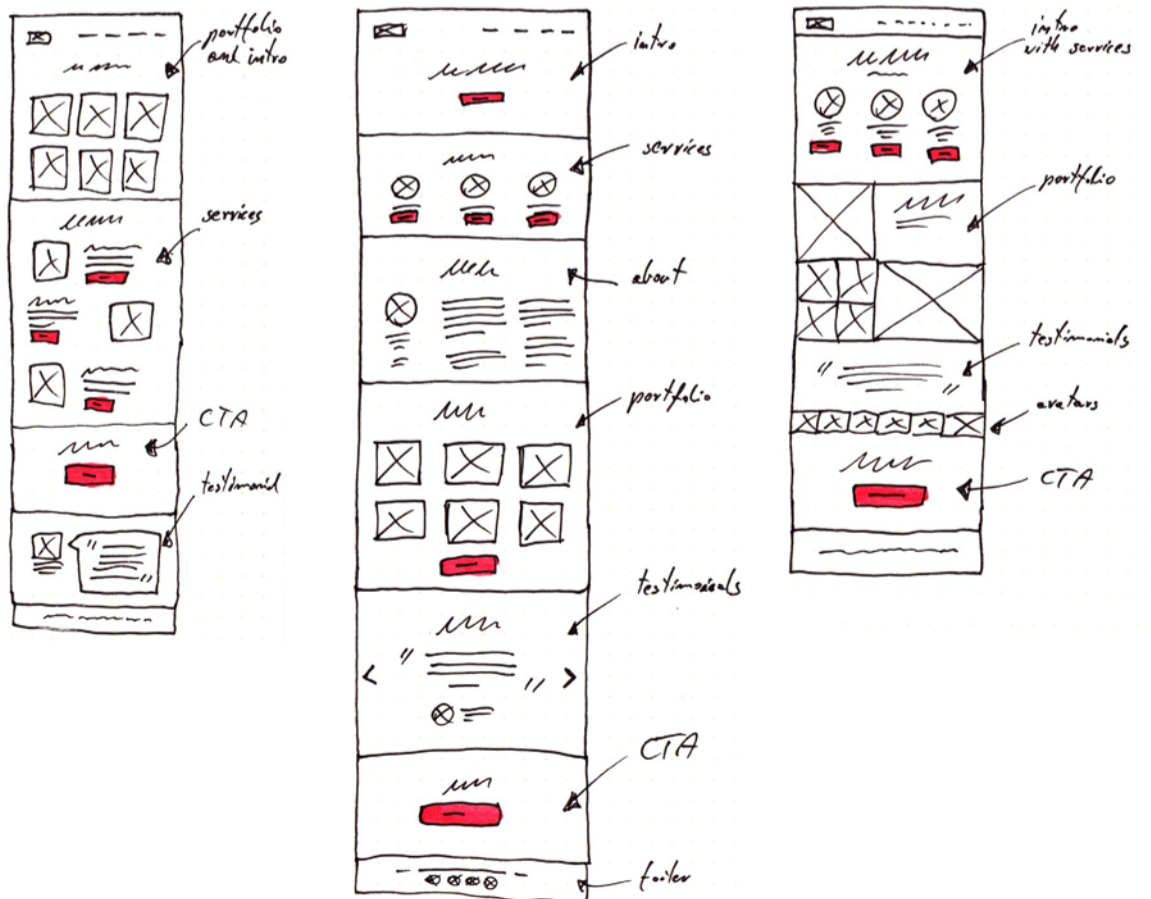 portfolio
and intro
services
CTA
testimonial
intro
services
about
portfolio
testimonials
CTA
footer
intro
with services
portfolio
testimonials
avatars
CTA